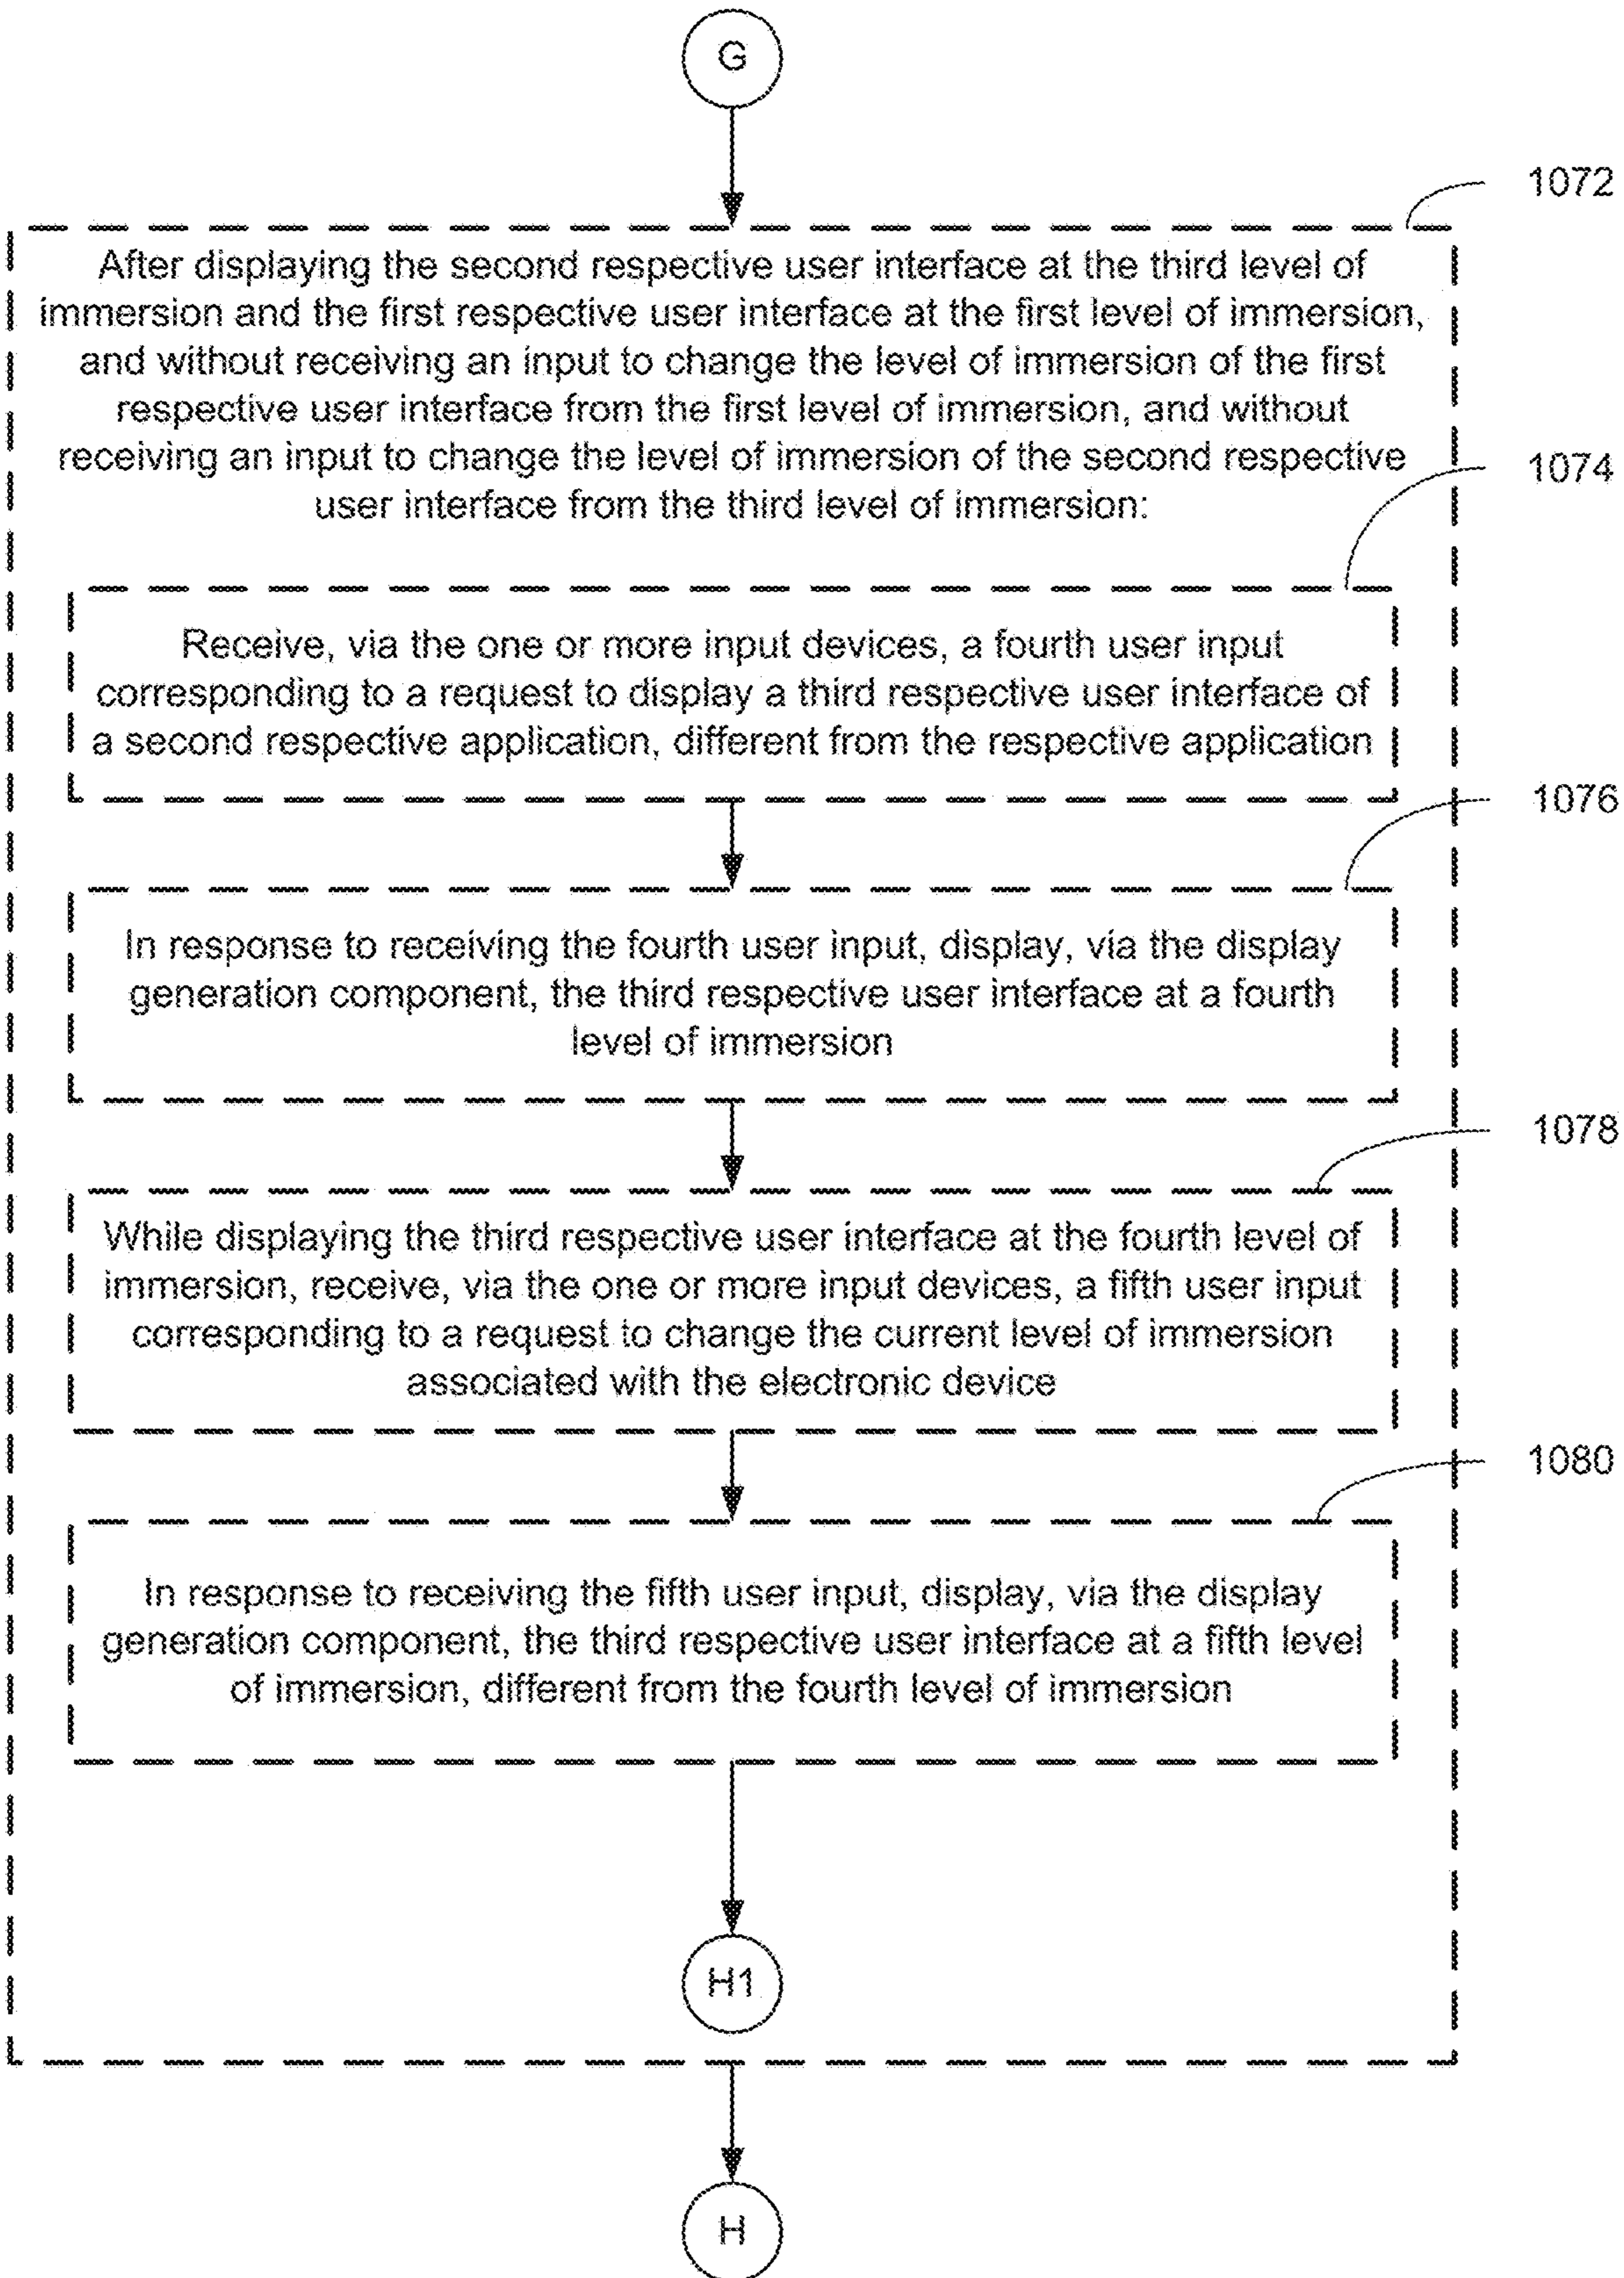 G
1072
After displaying the second respective user interface at the third level of
immersion and the first respective user interface at the first level of immersion,
and without receiving an input to change the level of immersion of the first
respective user interface from the first level of immersion, and without
receiving an input to change the level of immersion of the second respective
user interface from the third level of immersion:
1074
Receive, via the one or more input devices, a fourth user input
corresponding to a request to display a third respective user interface of
a second respective application, different from the respective application
1076
In response to receiving the fourth user input, display, via the display
generation component, the third respective user interface at a fourth
level of immersion
1078
While displaying the third respective user interface at the fourth level of
immersion, receive, via the one or more input devices, a fifth user input
corresponding to a request to change the current level of immersion
associated with the electronic device
1080
In response to receiving the fifth user input, display, via the display
generation component, the third respective user interface at a fifth level
of immersion, different from the fourth level of immersion
H1
H